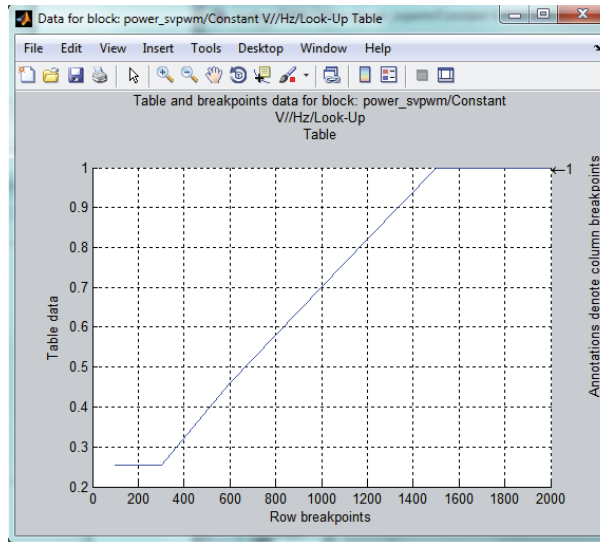 Data for block: power_svpwm/Constant V//Hz/Look-Up Table
File Edit View Insert Tools Desktop Window Help
Table and breakpoints data for block: power_svpwm/Constant
V//Hz/Look-Up
Table
1
0.9
0.8
0.7
0.6
0.5
0.4
0.3
0.2
Table data
0 200 400 600 800 1000 1200 1400 1600 1800 2000
Row breakpoints
←1
Annotations denote column breakpoints